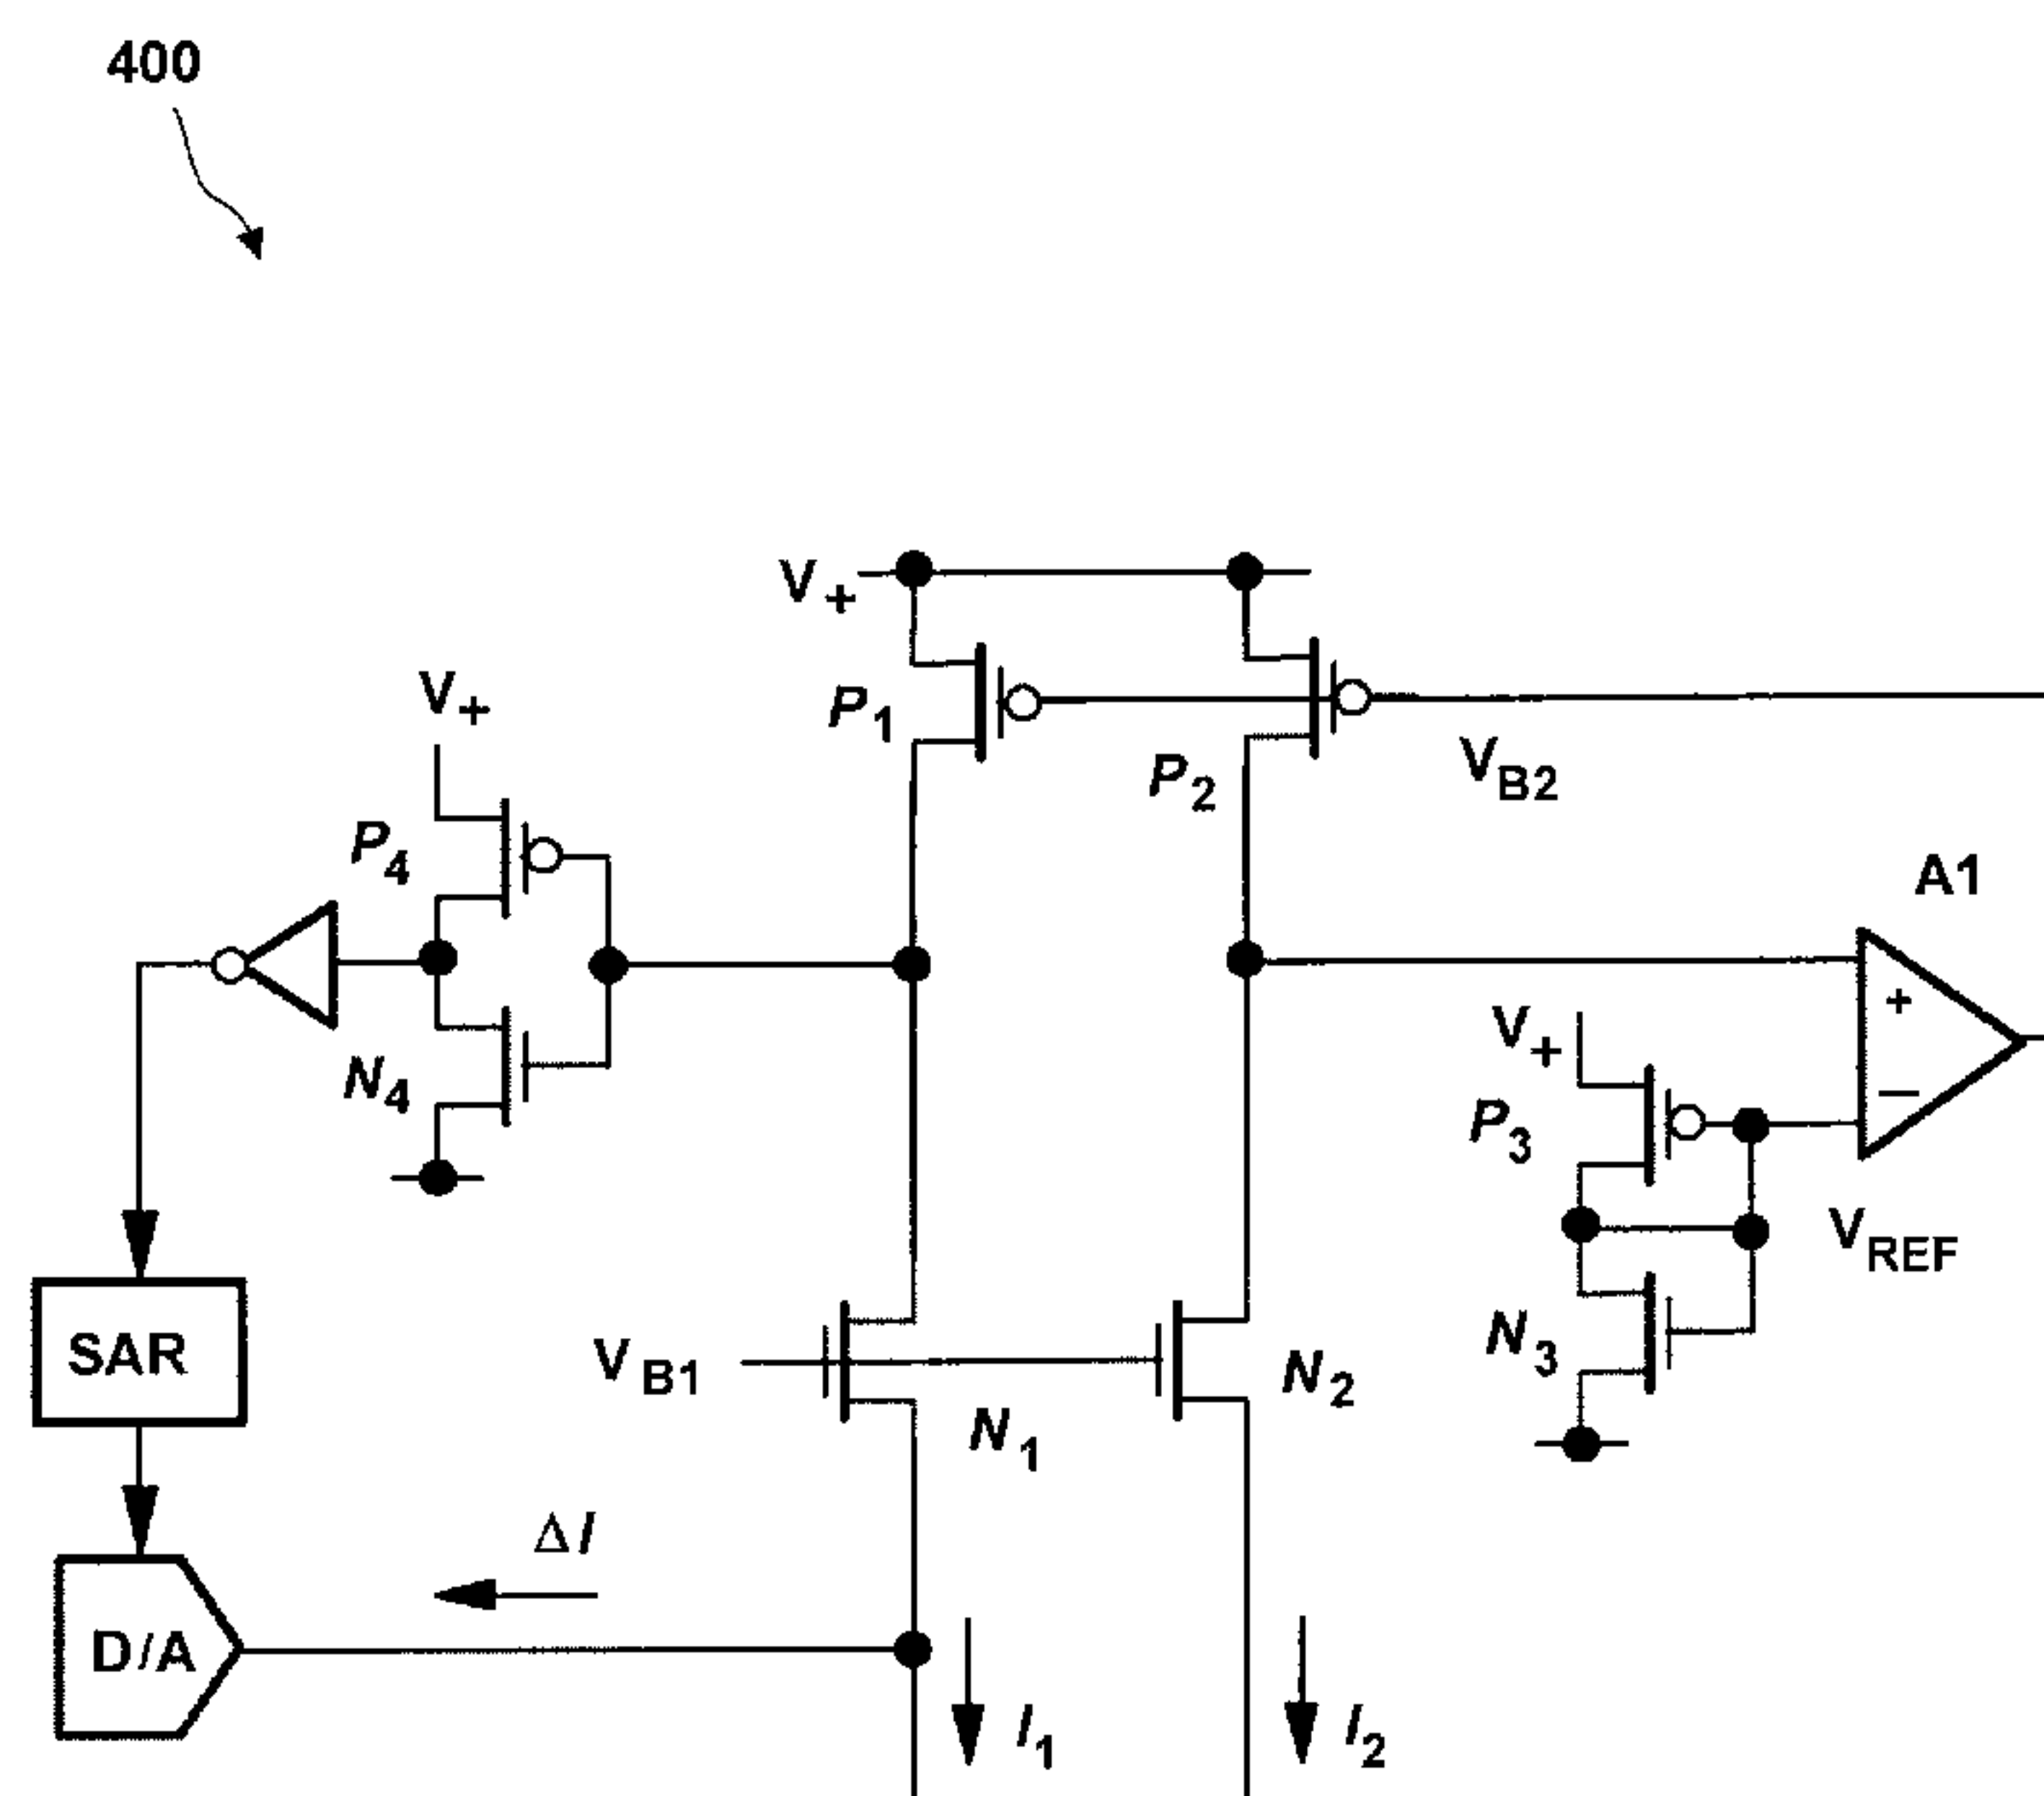 400
V+
P1
P2
VB2
V+
P4
N4
A1
+
−
V+
P3
VREF
N3
SAR
VB1
N1
N2
ΔI
D/A
I1
I2